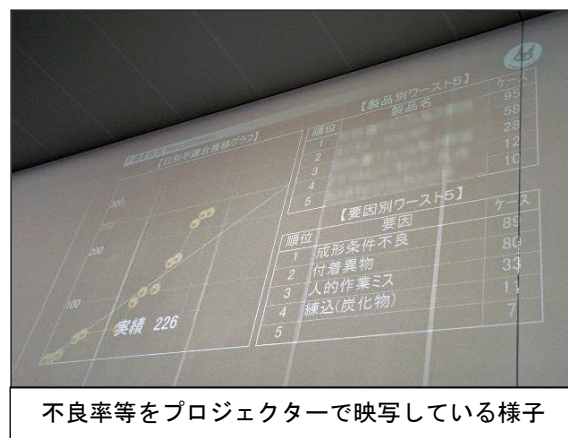 【日別不適合推移グラフ】
300
200
100
実績 226
【製品別ワースト5】
順位 製品名 ケース
1 95
2 58
3 28
4 12
5 10
【要因別ワースト5】
順位 要因 ケース
1 成形条件不良 89
2 付着異物 80
3 人的作業ミス 33
4 練込(炭化物) 11
5 7
不良率等をプロジェクターで映写している様子